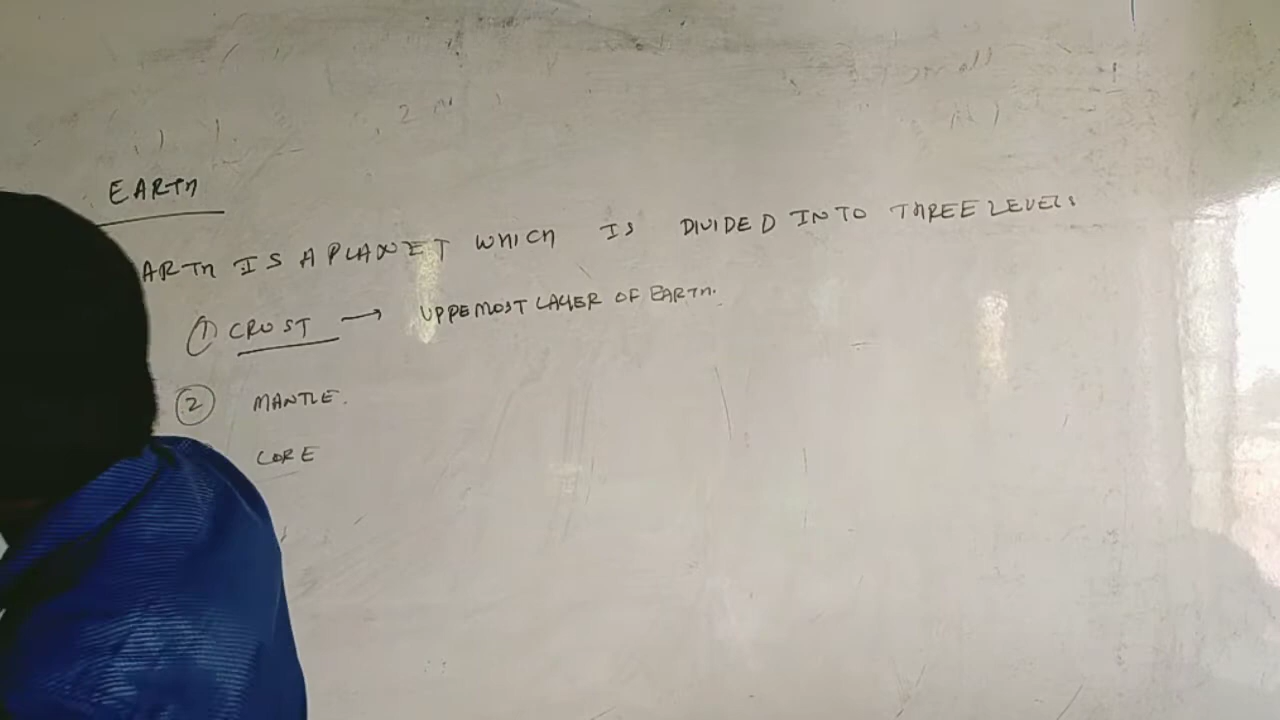 EARTH
ARTH IS A PLANET WHICH IS DIVIDED INTO THREE LEVELS
① CRUST → UPPEMOST LAYER OF EARTH.
② MANTLE.
CORE